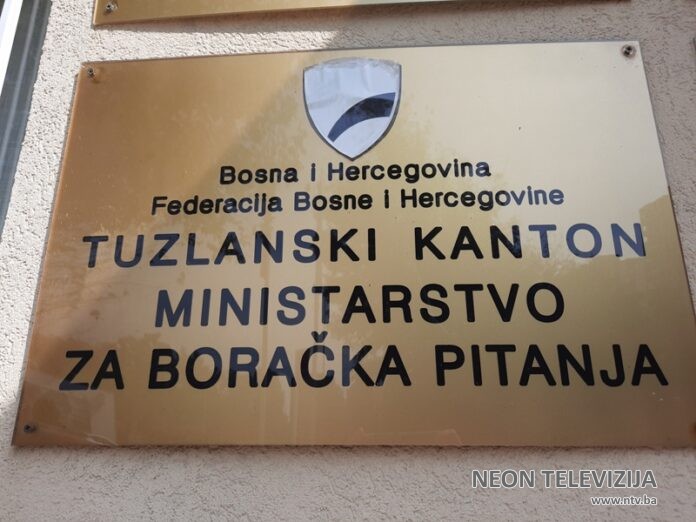 Bosna i Hercegovina
Federacija Bosne i Hercegovine
TUZLANSKI KANTON
MINISTARSTVO
ZA BORAČKA PITANJA
NEON TELEVIZIJA
www.ntv.ba